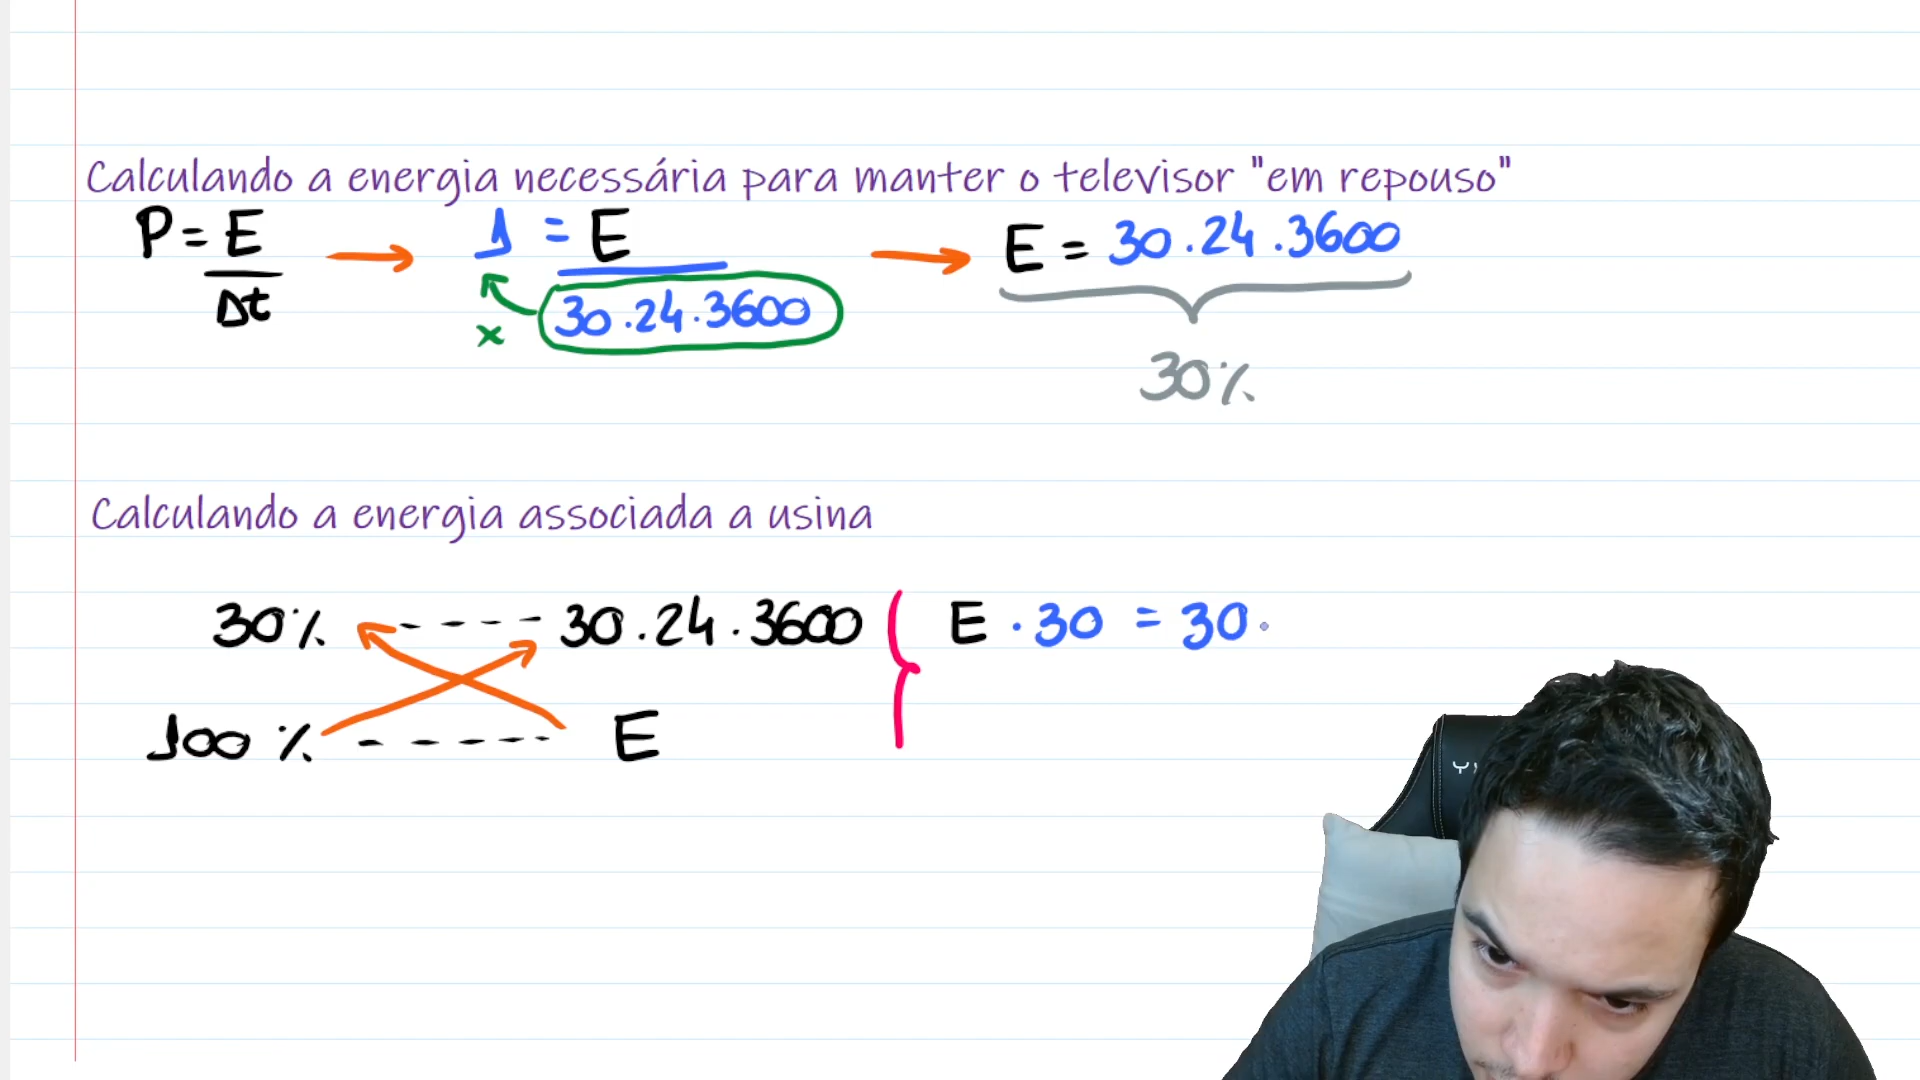 Calculando a energia necessária para manter o televisor "em repouso"
P = E / Δt → 1 = E / 30.24.3600 → E = 30.24.3600
x
30%
Calculando a energia associada a usina
30% ----- 30.24.3600 E . 30 = 30 .
100% ----- E